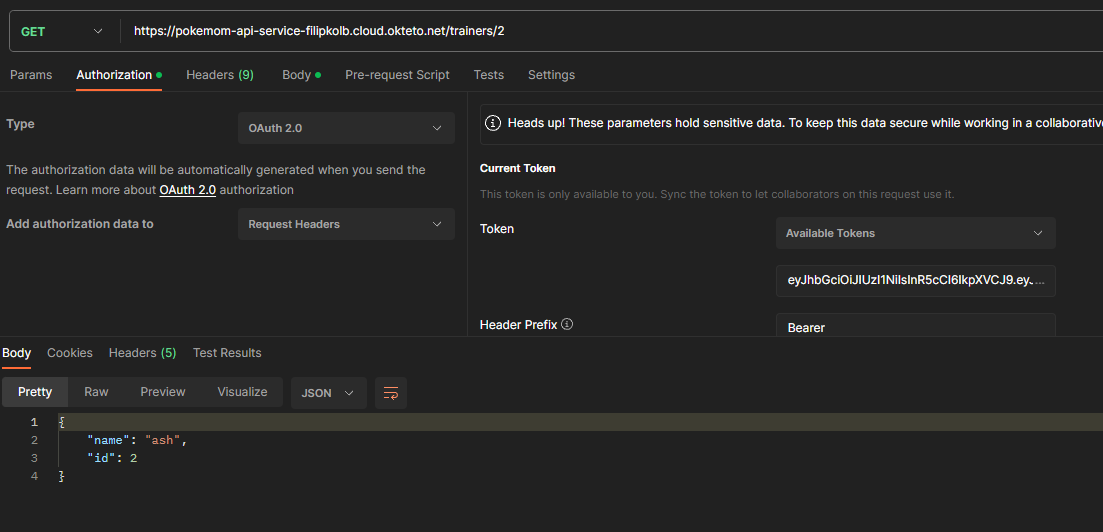 GET https://pokemom-api-service-filipkolb.cloud.okteto.net/trainers/2
Params Authorization Headers (9) Body Pre-request Script Tests Settings
Type OAuth 2.0
Heads up! These parameters hold sensitive data. To keep this data secure while working in a collaborative
The authorization data will be automatically generated when you send the
request. Learn more about OAuth 2.0 authorization
Add authorization data to Request Headers
Current Token
This token is only available to you. Sync the token to let collaborators on this request use it.
Token Available Tokens
eyJhbGciOiJIUzI1NiIsInR5cCI6IkpXVCJ9.eyJ....
Header Prefix Bearer
Body Cookies Headers (5) Test Results
Pretty Raw Preview Visualize JSON
1 {
2 "name": "ash",
3 "id": 2
4 }